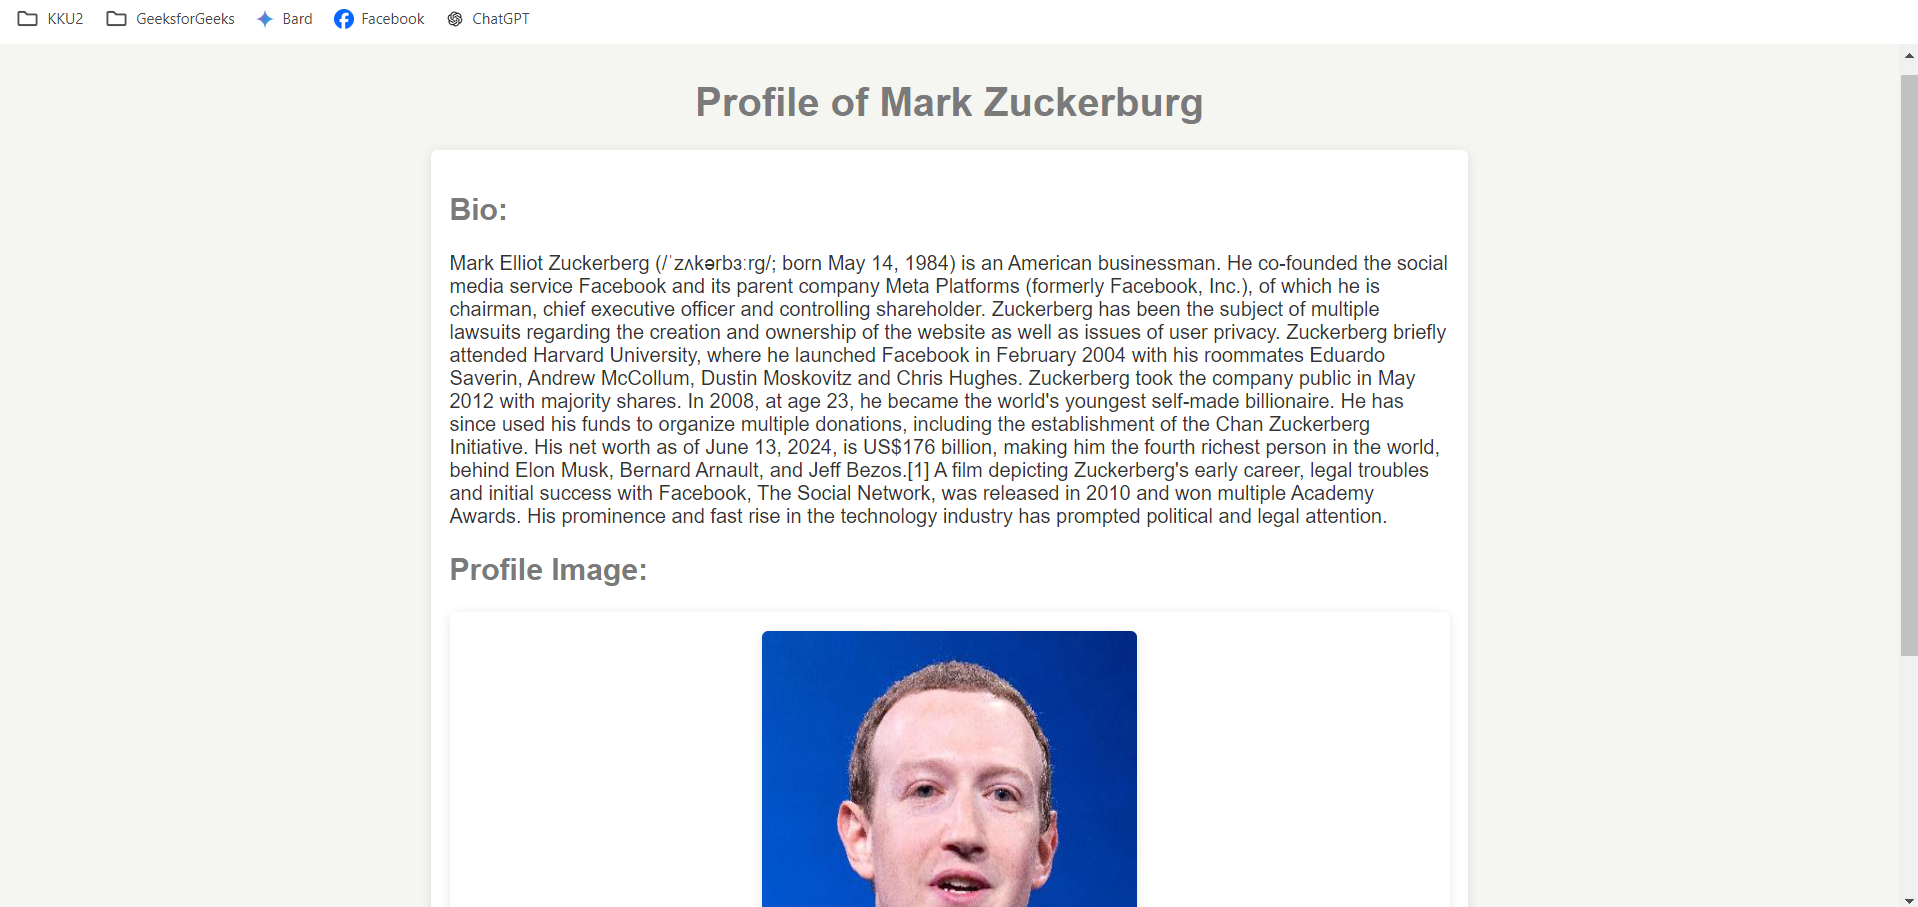 KKU2 GeeksforGeeks Bard Facebook ChatGPT
Profile of Mark Zuckerburg
Bio:
Mark Elliot Zuckerberg (/ˈzʌkərbɜːrɡ/; born May 14, 1984) is an American businessman. He co-founded the social
media service Facebook and its parent company Meta Platforms (formerly Facebook, Inc.), of which he is
chairman, chief executive officer and controlling shareholder. Zuckerberg has been the subject of multiple
lawsuits regarding the creation and ownership of the website as well as issues of user privacy. Zuckerberg briefly
attended Harvard University, where he launched Facebook in February 2004 with his roommates Eduardo
Saverin, Andrew McCollum, Dustin Moskovitz and Chris Hughes. Zuckerberg took the company public in May
2012 with majority shares. In 2008, at age 23, he became the world's youngest self-made billionaire. He has
since used his funds to organize multiple donations, including the establishment of the Chan Zuckerberg
Initiative. His net worth as of June 13, 2024, is US$176 billion, making him the fourth richest person in the world,
behind Elon Musk, Bernard Arnault, and Jeff Bezos.[1] A film depicting Zuckerberg's early career, legal troubles
and initial success with Facebook, The Social Network, was released in 2010 and won multiple Academy
Awards. His prominence and fast rise in the technology industry has prompted political and legal attention.
Profile Image: